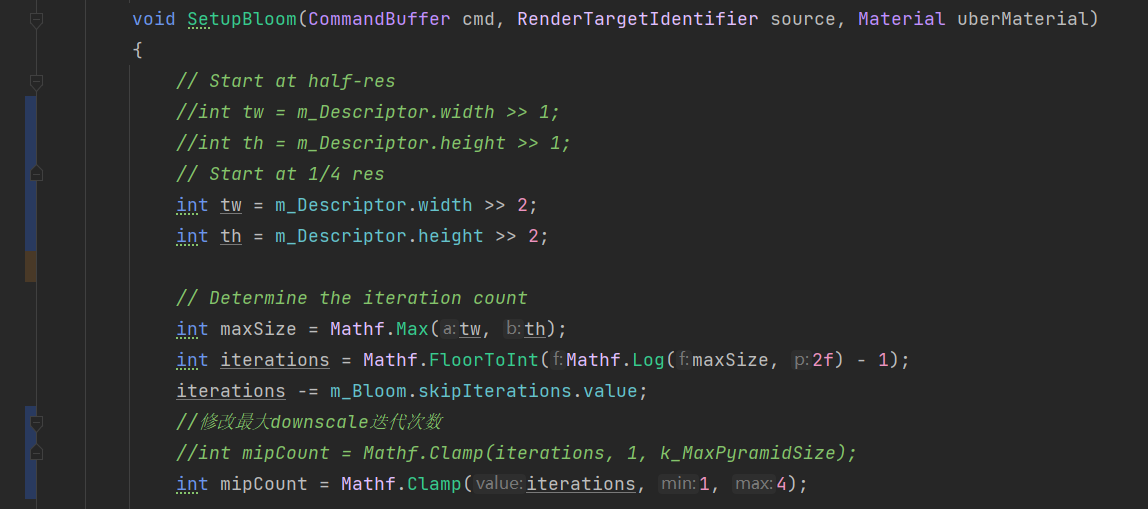 void SetupBloom(CommandBuffer cmd, RenderTargetIdentifier source, Material uberMaterial)
{
// Start at half-res
//int tw = m_Descriptor.width >> 1;
//int th = m_Descriptor.height >> 1;
// Start at 1/4 res
int tw = m_Descriptor.width >> 2;
int th = m_Descriptor.height >> 2;
// Determine the iteration count
int maxSize = Mathf.Max(a:tw, b:th);
int iterations = Mathf.FloorToInt(f:Mathf.Log(f:maxSize, p:2f) - 1);
iterations -= m_Bloom.skipIterations.value;
//修改最大downscale迭代次数
//int mipCount = Mathf.Clamp(iterations, 1, k_MaxPyramidSize);
int mipCount = Mathf.Clamp(value:iterations, min:1, max:4);